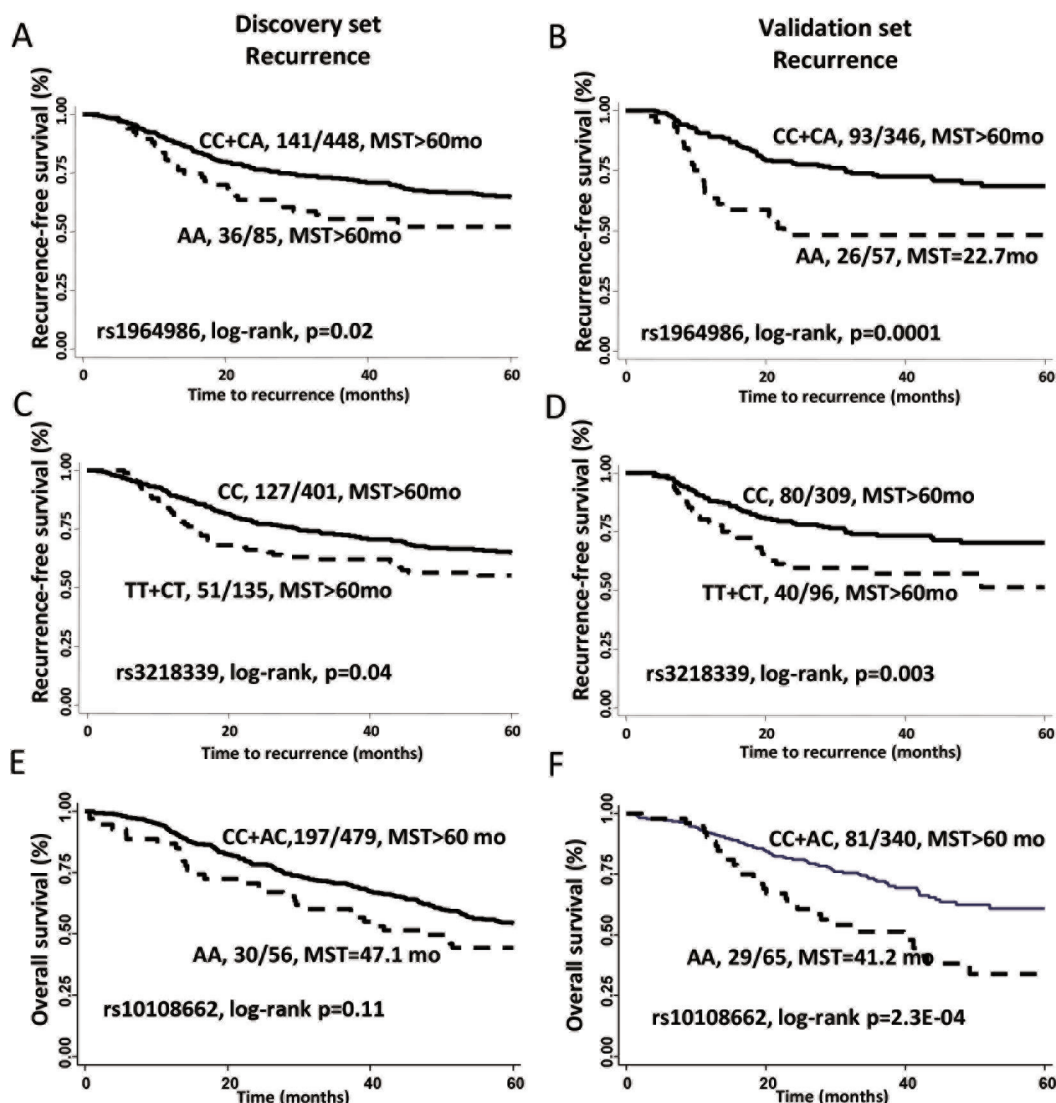 A
Discovery set
Recurrence
Recurrence-free survival (%)
1.00
0.75
0.50
0.25
0.00
CC+CA, 141/448, MST>60mo
AA, 36/85, MST>60mo
rs1964986, log-rank, p=0.02
0 20 40 60
Time to recurrence (months)
B
Validation set
Recurrence
Recurrence-free survival (%)
1.00
0.75
0.50
0.25
0.00
CC+CA, 93/346, MST>60mo
AA, 26/57, MST=22.7mo
rs1964986, log-rank, p=0.0001
0 20 40 60
Time to recurrence (months)
C
Recurrence-free survival (%)
1.00
0.75
0.50
0.25
0.00
CC, 127/401, MST>60mo
TT+CT, 51/135, MST>60mo
rs3218339, log-rank, p=0.04
0 20 40 60
Time to recurrence (months)
D
Recurrence-free survival (%)
1.00
0.75
0.50
0.25
0.00
CC, 80/309, MST>60mo
TT+CT, 40/96, MST>60mo
rs3218339, log-rank, p=0.003
0 20 40 60
Time to recurrence (months)
E
Overall survival (%)
1.00
0.75
0.50
0.25
0.00
CC+AC,197/479, MST>60 mo
AA, 30/56, MST=47.1 mo
rs10108662, log-rank p=0.11
0 20 40 60
Time (months)
F
Overall survival (%)
1.00
0.75
0.50
0.25
0.00
CC+AC, 81/340, MST>60 mo
AA, 29/65, MST=41.2 mo
rs10108662, log-rank p=2.3E-04
0 20 40 60
Time (months)